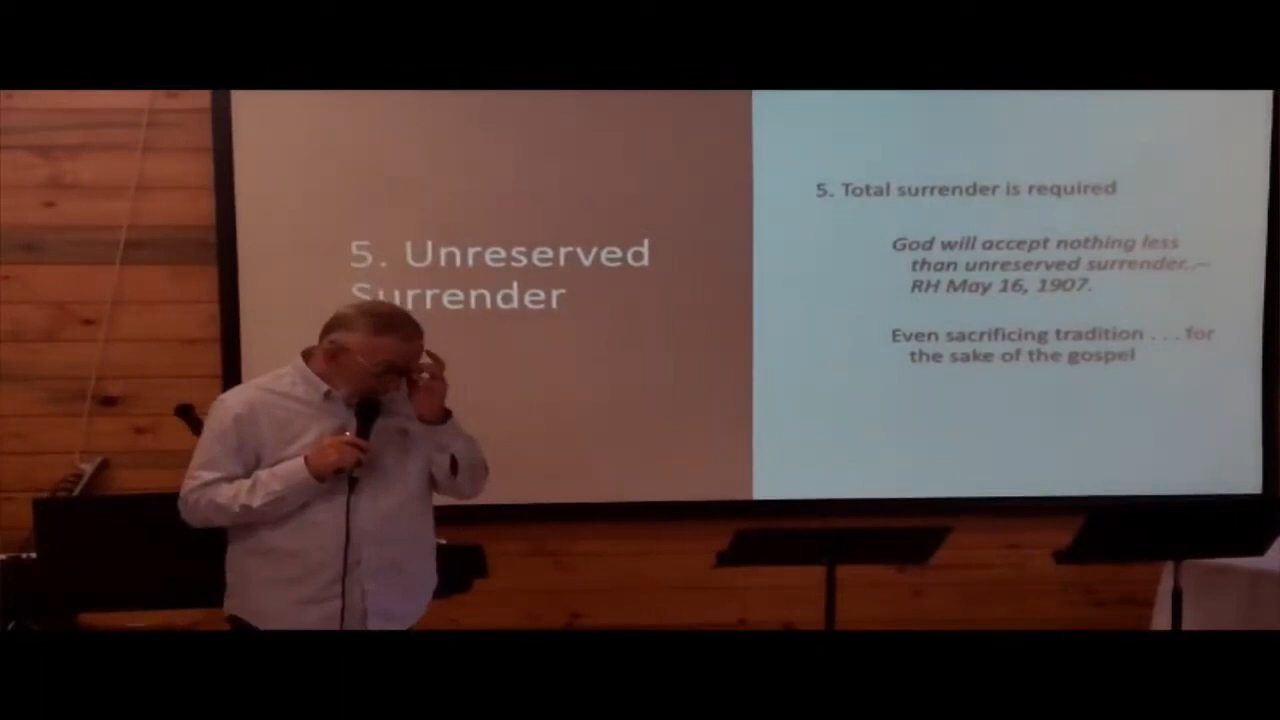 5. Unreserved
Surrender
5. Total surrender is required
God will accept nothing less
than unreserved surrender.—
RH May 16, 1907.
Even sacrificing tradition . . . for
the sake of the gospel